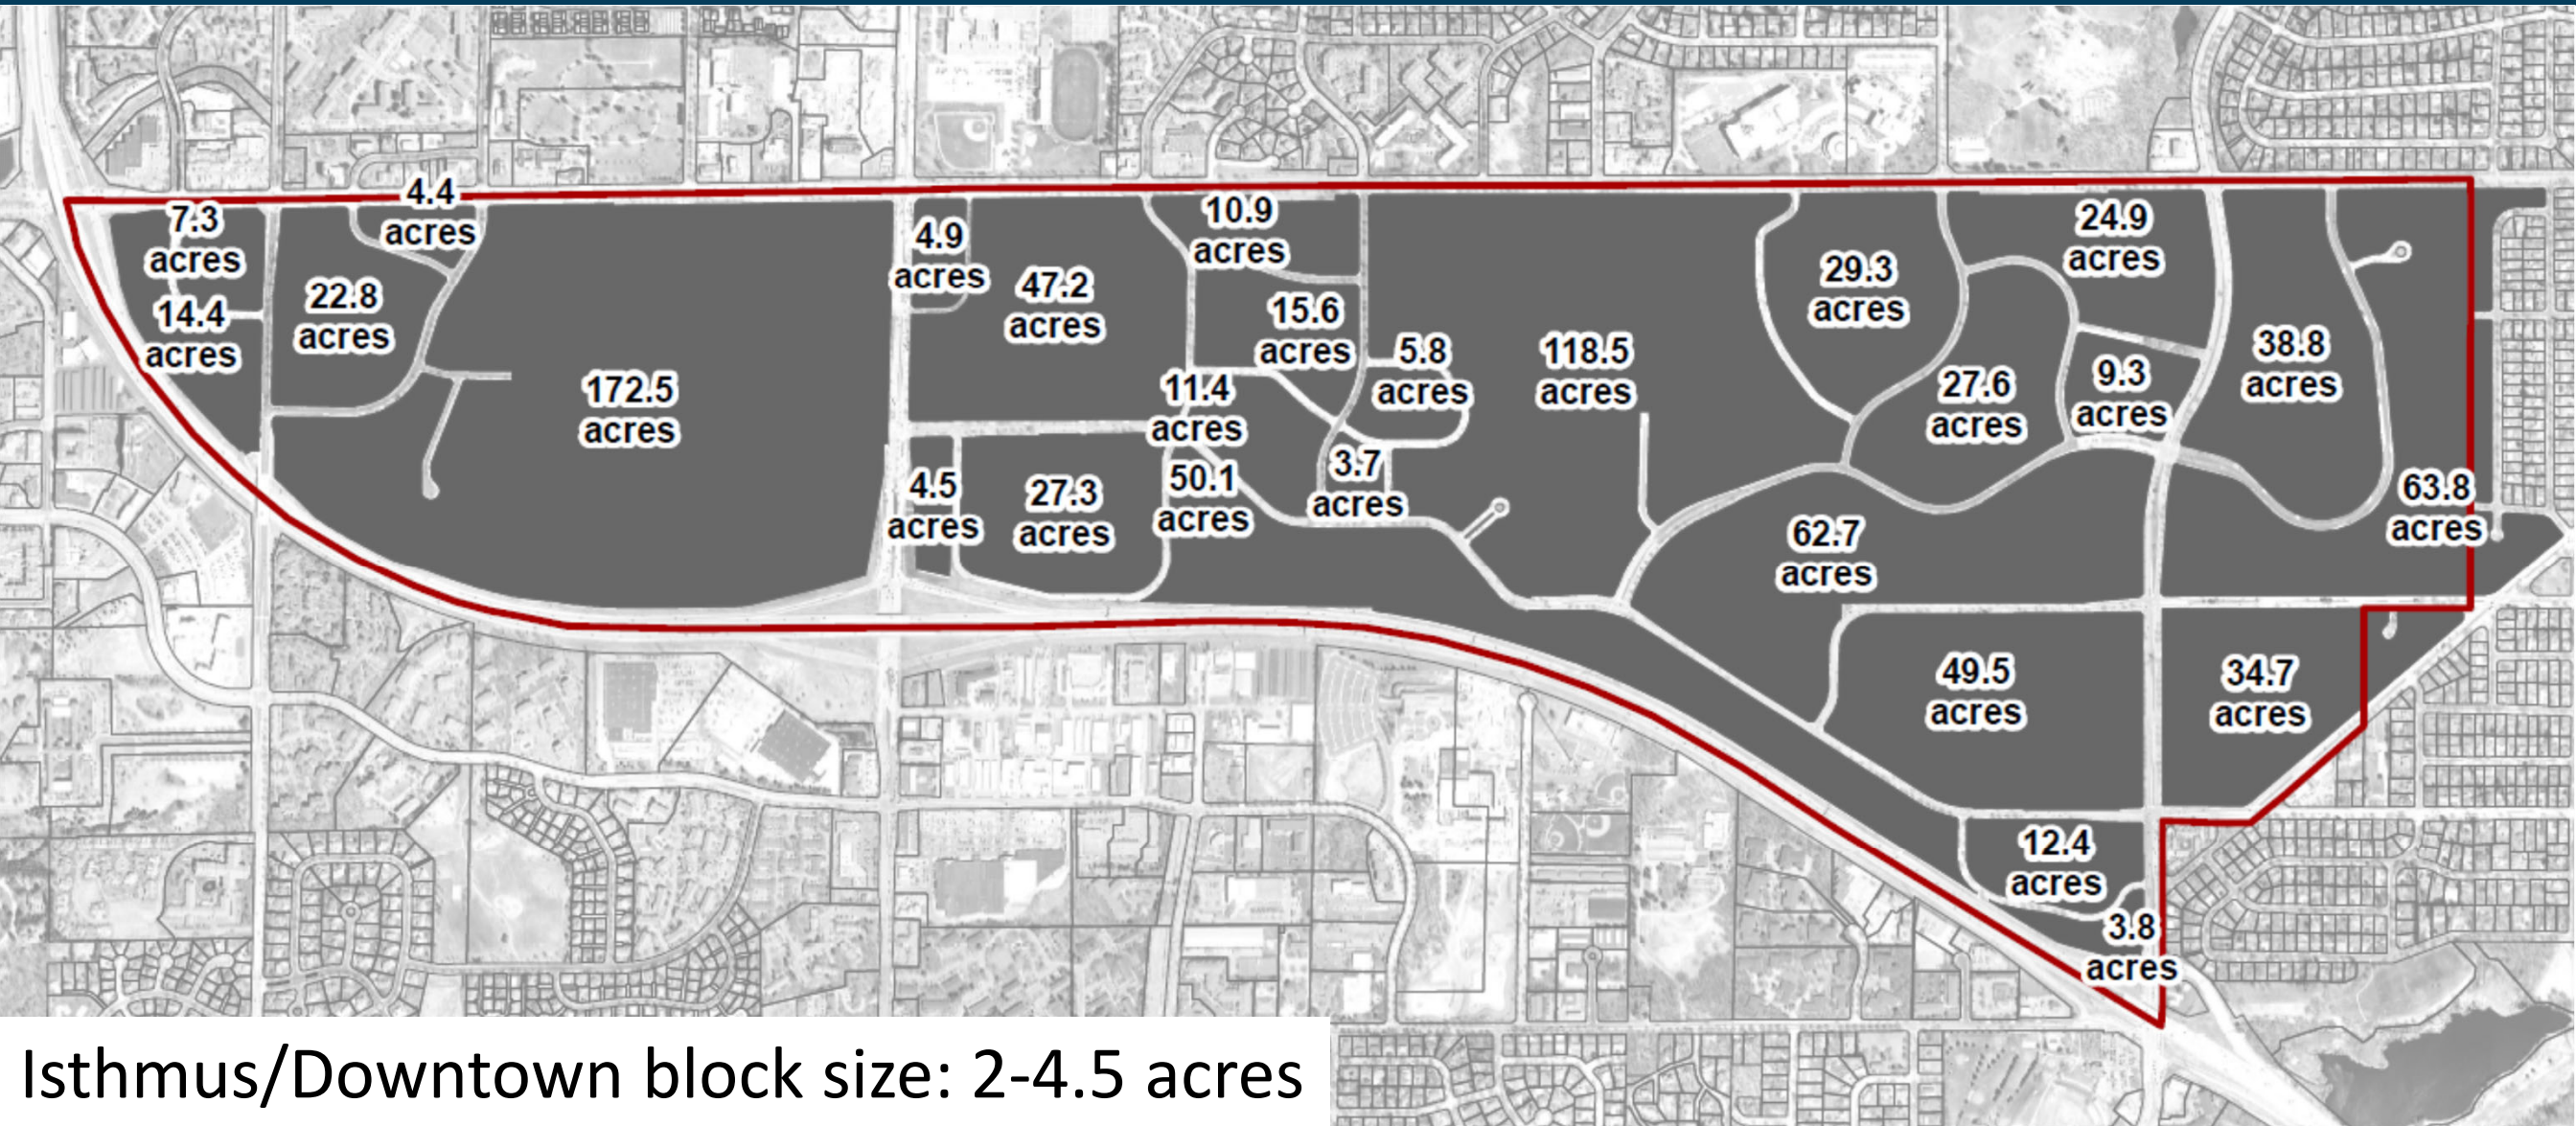 4.4
acres
7.3
acres
14.4
acres
22.8
acres
172.5
acres
4.9
acres
47.2
acres
10.9
acres
15.6
acres
5.8
acres
11.4
acres
118.5
acres
29.3
acres
24.9
acres
27.6
acres
9.3
acres
38.8
acres
4.5
acres
27.3
acres
50.1
acres
3.7
acres
62.7
acres
63.8
acres
49.5
acres
34.7
acres
12.4
acres
3.8
acres
Isthmus/Downtown block size: 2-4.5 acres